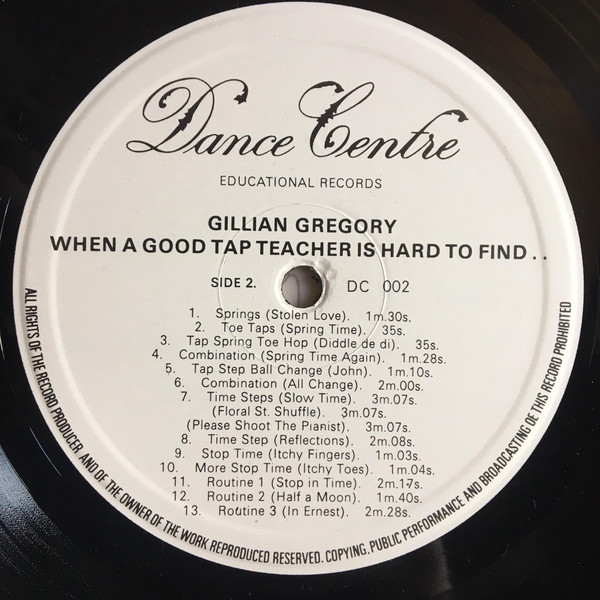 Dance Centre
EDUCATIONAL RECORDS
GILLIAN GREGORY
WHEN A GOOD TAP TEACHER IS HARD TO FIND . .
SIDE 2. DC 002
1. Springs (Stolen Love). 1m.30s.
2. Toe Taps (Spring Time). 35s.
3. Tap Spring Toe Hop (Diddle de di). 35s.
4. Combination (Spring Time Again). 1m.28s.
5. Tap Step Ball Change (John). 1m.10s.
6. Combination (All Change). 2m.00s.
7. Time Steps (Slow Time). 3m.07s.
(Floral St. Shuffle). 3m.07s.
(Please Shoot The Pianist). 3m.07s.
8. Time Step (Reflections). 2m.08s.
9. Stop Time (Itchy Fingers). 1m.03s.
10. More Stop Time (Itchy Toes). 1m.04s.
11. Routine 1 (Stop in Time). 2m.17s.
12. Routine 2 (Half a Moon). 1m.40s.
13. Routine 3 (In Ernest). 2m.28s.
ALL RIGHTS OF THE RECORD PRODUCER AND OF THE OWNER OF THE WORK REPRODUCED RESERVED. COPYING, PUBLIC PERFORMANCE AND BROADCASTING OE THIS RECORD PROHIBITED